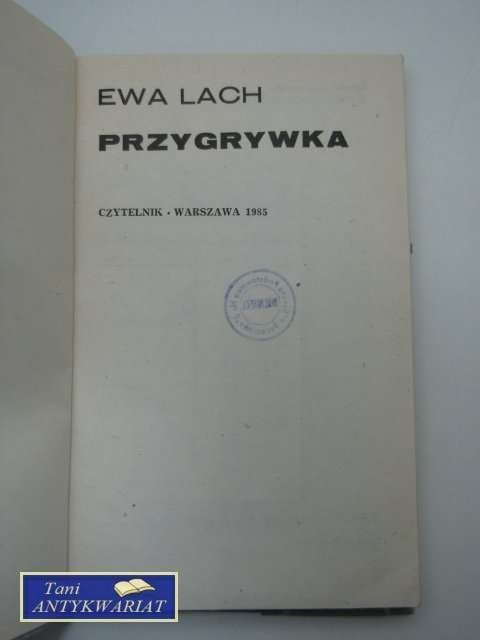 EWA LACH
PRZYGRYWKA
CZYTELNIK • WARSZAWA 1985
Tani
ANTYKWARIAT